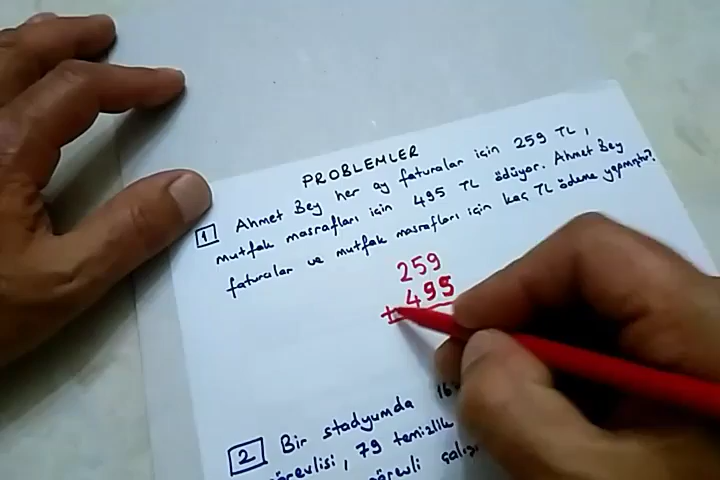 PROBLEMLER
1 Ahmet Bey her ay faturalar için 259 TL,
mutfak masrafları için 495 TL ödüyor. Ahmet Bey
faturalar ve mutfak masrafları için kaç TL ödeme yapmıştır?
259
495
+
2 Bir stadyumda
görevlisi, 79 temizlik
görevli